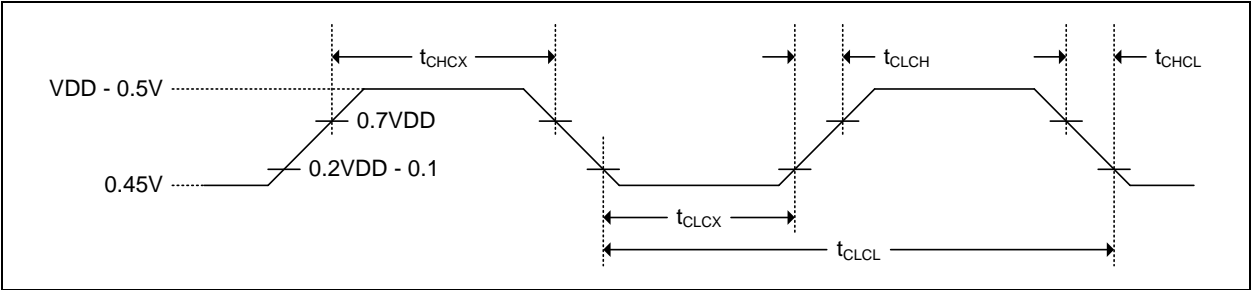 tCHCX
tCLCH
tCHCL
VDD - 0.5V
0.7VDD
0.2VDD - 0.1
0.45V
tCLCX
tCLCL